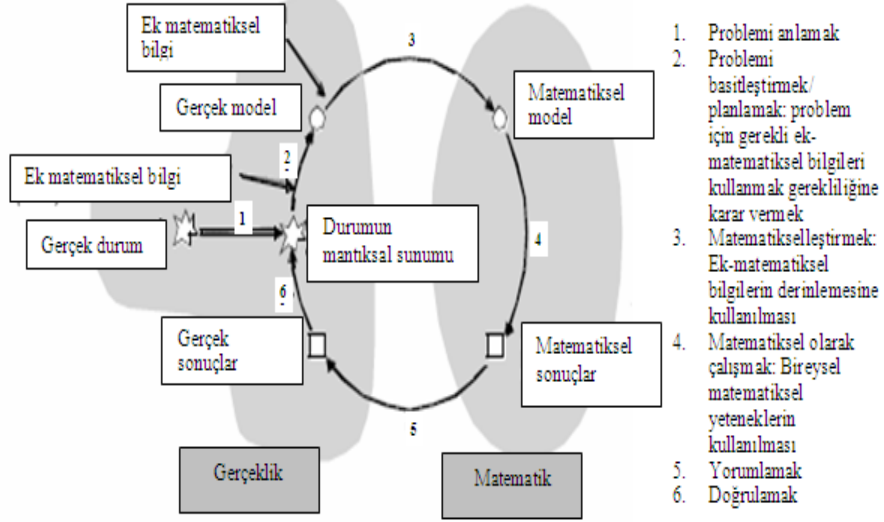 Ek matematiksel
bilgi
Gerçek model
3
Matematiksel
model
2
Ek matematiksel bilgi
1
Gerçek durum
Durumun
mantıksal sunumu
4
6
Gerçek
sonuçlar
Matematiksel
sonuçlar
5
Gerçeklik
Matematik
1. Problemi anlamak
2. Problemi
basitleştirmek/
planlamak: problem
için gerekli ek-
matematiksel bilgileri
kullanmak gerekliliğine
karar vermek
3. Matematikselleştirmek:
Ek-matematiksel
bilgilerin derinlemesine
kullanılması
4. Matematiksel olarak
çalışmak: Bireysel
matematiksel
yeteneklerin
kullanılması
5. Yorumlamak
6. Doğrulamak